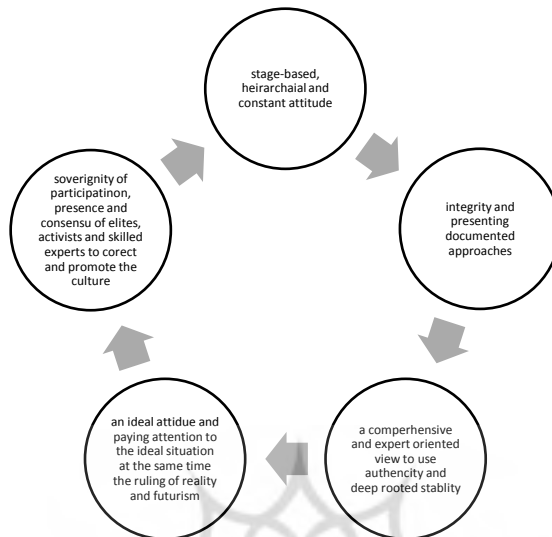 stage-based,
heirarchaial and
constant attitude
integrity and
presenting
documented
approaches
a comperhensive
and expert oriented
view to use
authencity and
deep rooted stablity
an ideal attidue and
paying attention to
the ideal situation
at the same time
the ruling of reality
and futurism
soverignity of
participatinon,
presence and
consensu of elites,
activists and skilled
experts to corect
and promote the
culture